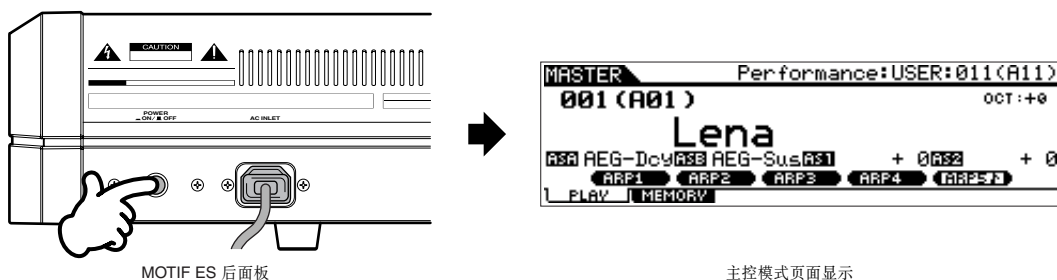 CAUTION
POWER
ON/ OFF
AC INLET
MOTIF ES 后面板
MASTER Performance:USER:011(A11)
001(A01) OCT:+0
Lena
ASA AEG-Dcy ASB AEG-Sus AS1 + 0 AS2 + 0
ARP1 ARP2 ARP3 ARP4 ARP5♪
PLAY MEMORY
主控模式页面显示